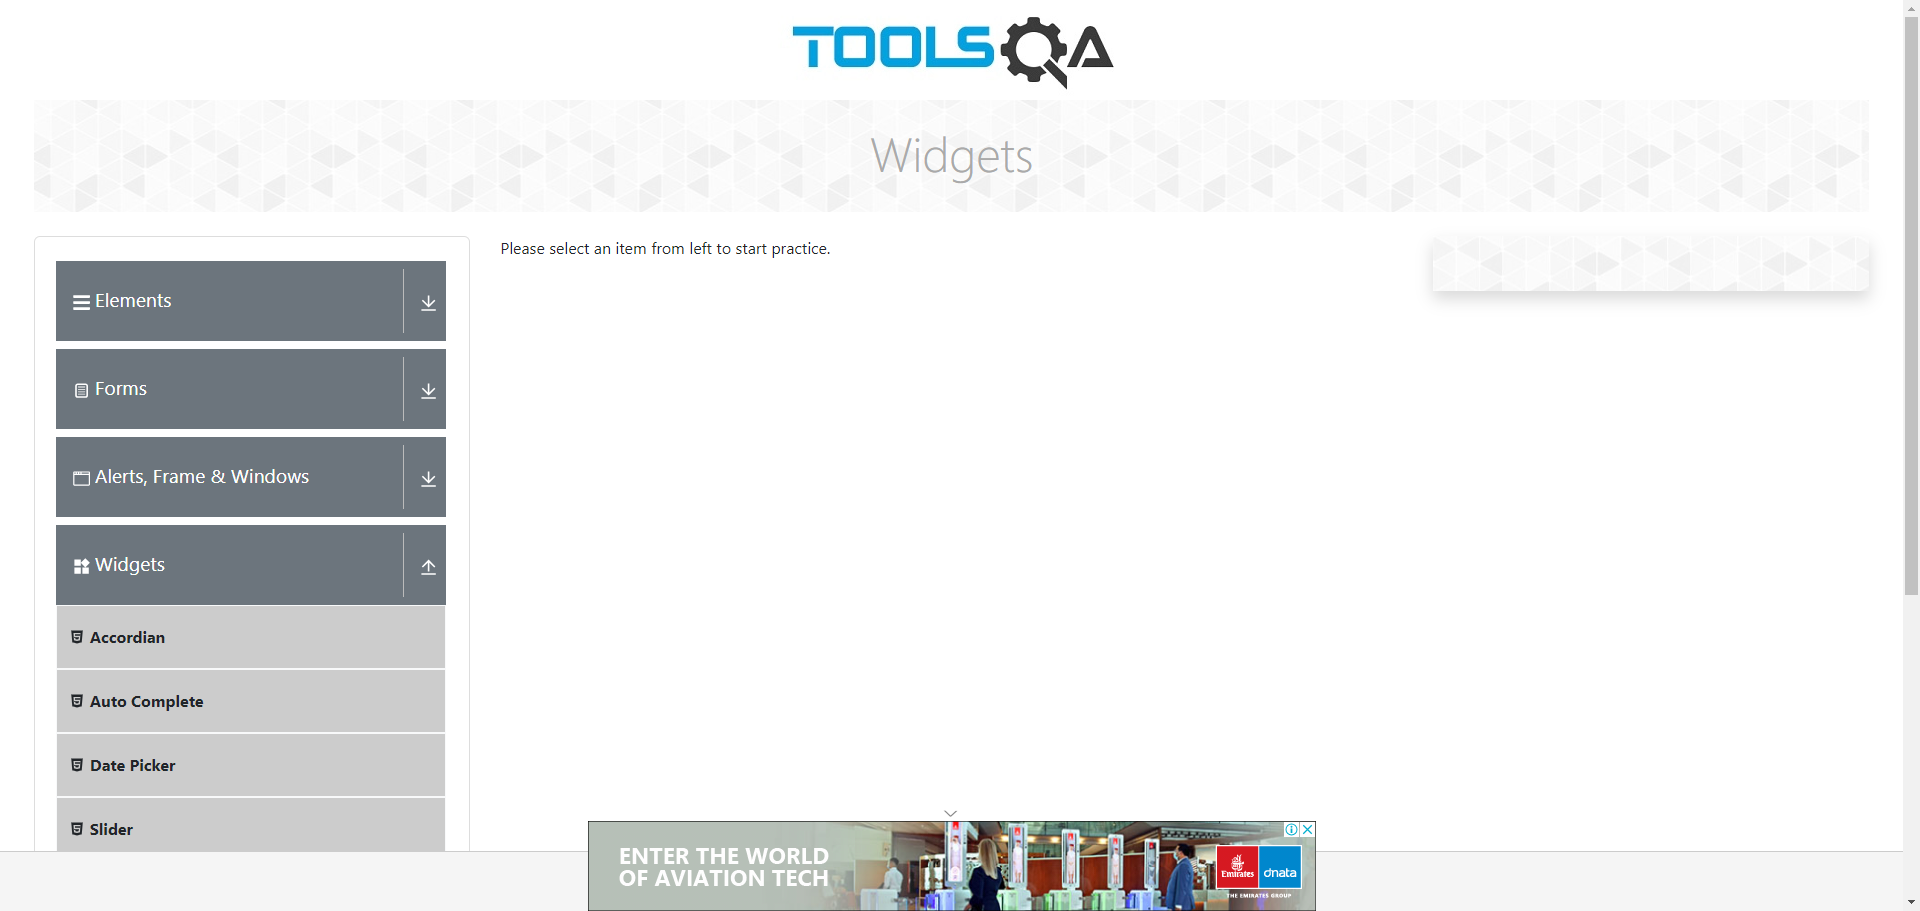 TOOLSQA
Widgets
Elements
Forms
Alerts, Frame & Windows
Widgets
Accordian
Auto Complete
Date Picker
Slider
Please select an item from left to start practice.
ENTER THE WORLD
OF AVIATION TECH
Emirates
dnata
THE EMIRATES GROUP